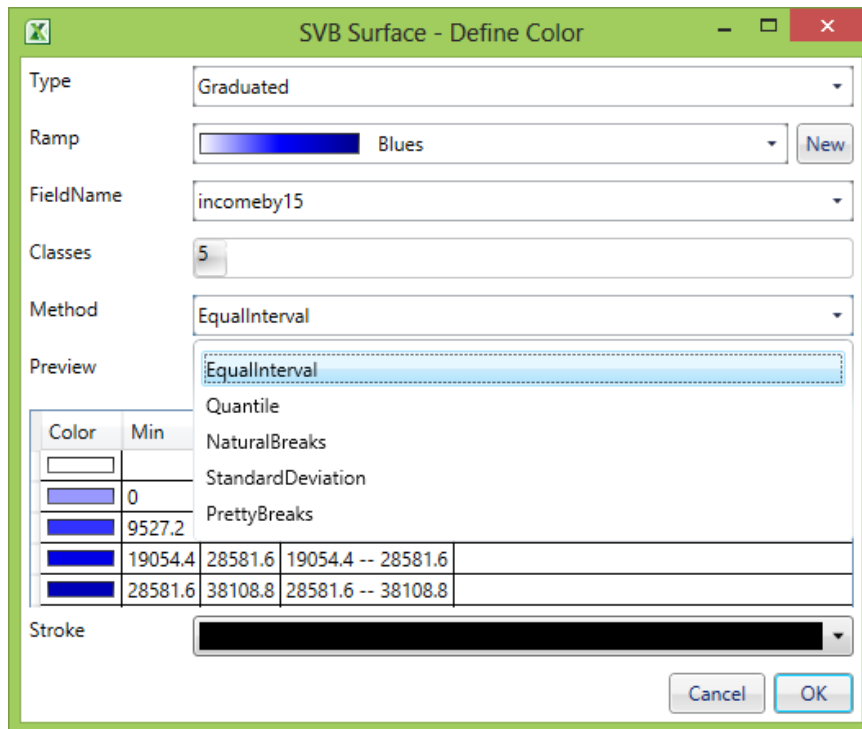 SVB Surface - Define Color
Type
Graduated
Ramp
Blues
New
FieldName
incomeby15
Classes
5
Method
EqualInterval
Preview
EqualInterval
Quantile
NaturalBreaks
StandardDeviation
PrettyBreaks
Color Min
0
9527.2
19054.4 28581.6 19054.4 -- 28581.6
28581.6 38108.8 28581.6 -- 38108.8
Stroke
Cancel OK